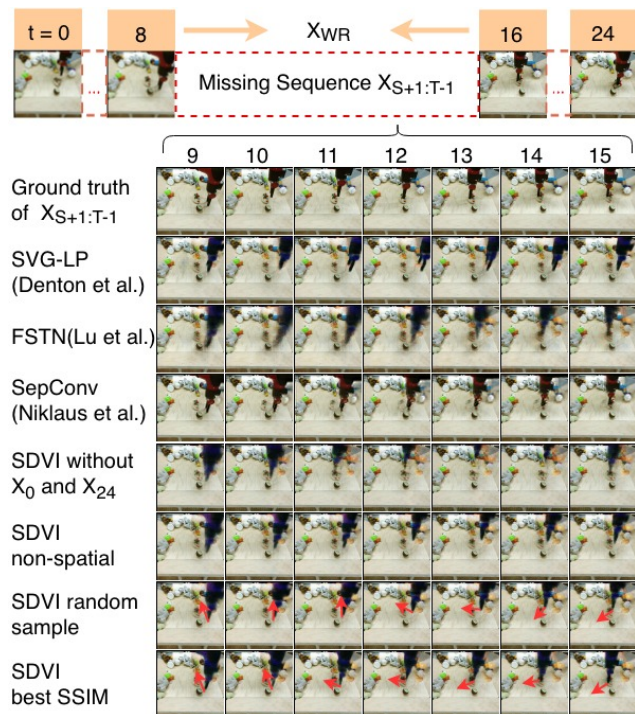 t = 0 8 X_WR 16 24
... Missing Sequence X_S+1:T-1 ...
9 10 11 12 13 14 15
Ground truth
of X_S+1:T-1
SVG-LP
(Denton et al.)
FSTN(Lu et al.)
SepConv
(Niklaus et al.)
SDVI without
X_0 and X_24
SDVI
non-spatial
SDVI random
sample
SDVI
best SSIM